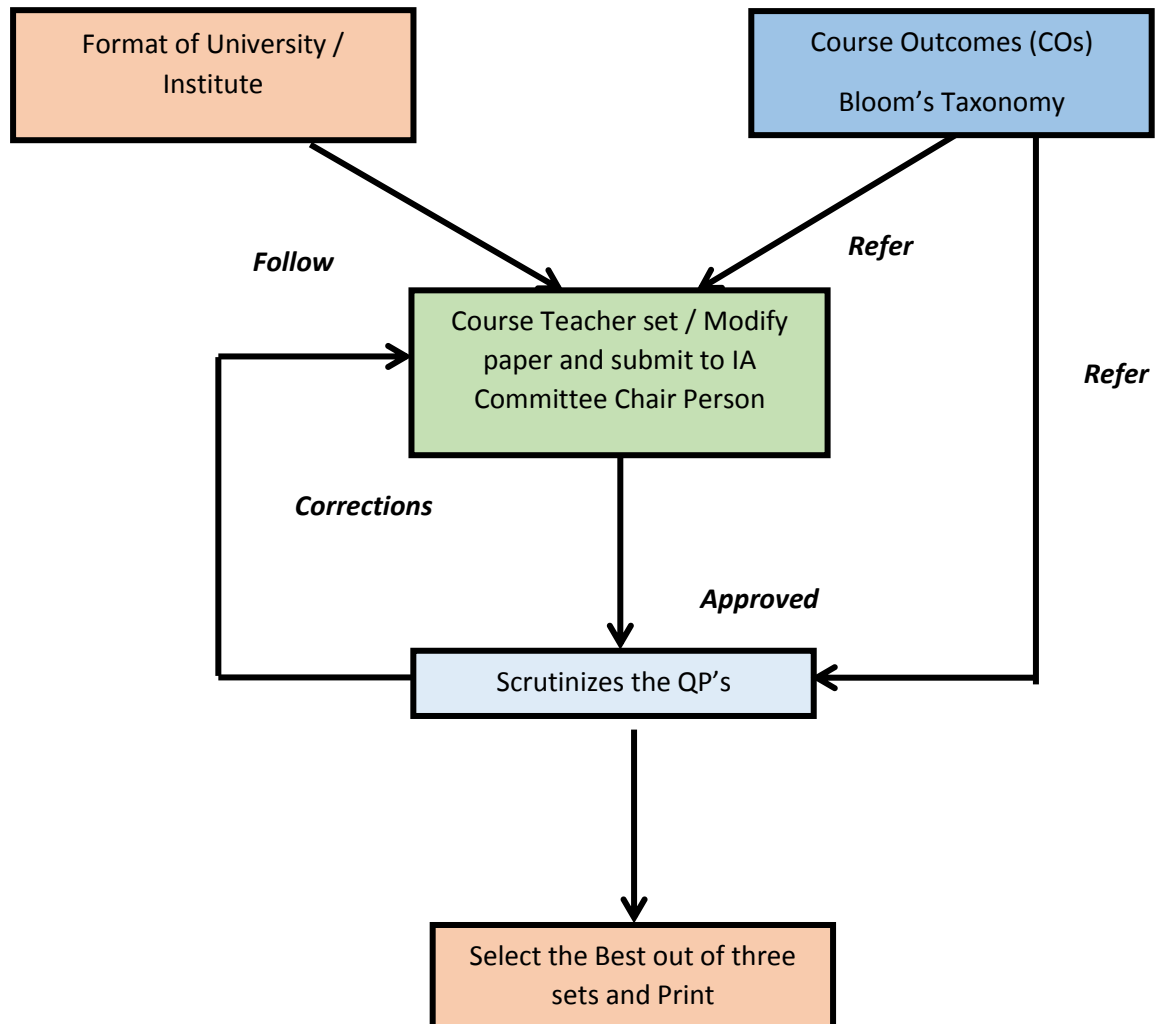 Format of University /
Institute
Course Outcomes (COs)
Bloom’s Taxonomy
Follow
Refer
Course Teacher set / Modify
paper and submit to IA
Committee Chair Person
Refer
Corrections
Approved
Scrutinizes the QP’s
Select the Best out of three
sets and Print